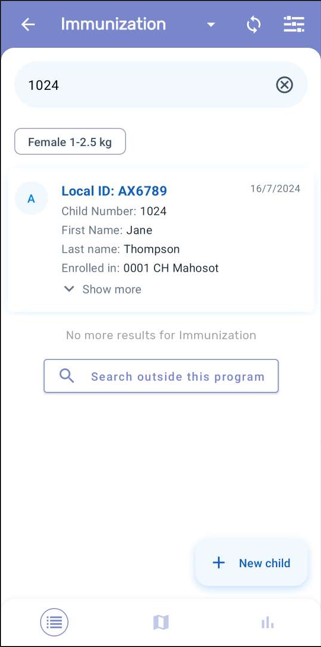 Immunization
1024
Female 1-2.5 kg
A
Local ID: AX6789
16/7/2024
Child Number: 1024
First Name: Jane
Last name: Thompson
Enrolled in: 0001 CH Mahosot
Show more
No more results for Immunization
Search outside this program
New child